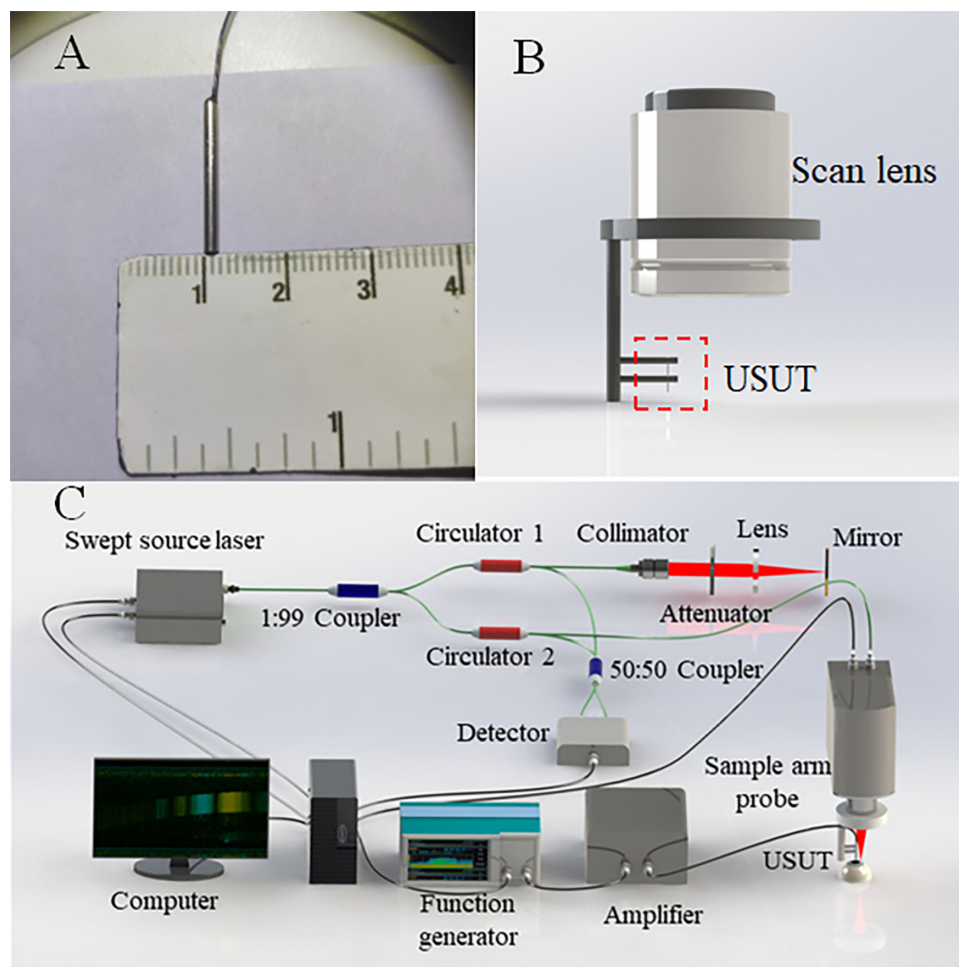 A
1 2 3 4
1
B
Scan lens
USUT
C
Swept source laser
Circulator 1
Collimator
Lens
Mirror
1:99 Coupler
Attenuator
Circulator 2
50:50 Coupler
Detector
Sample arm
probe
USUT
Computer
Function
generator
Amplifier